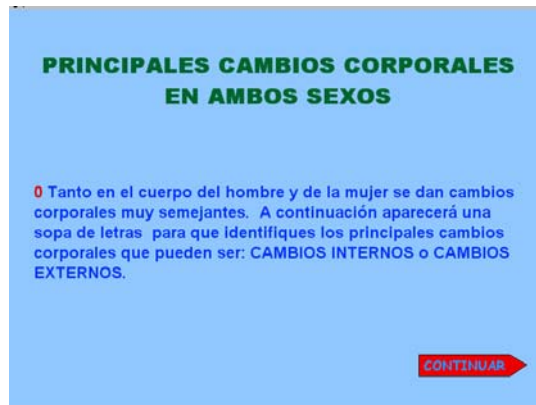 PRINCIPALES CAMBIOS CORPORALES
EN AMBOS SEXOS
0 Tanto en el cuerpo del hombre y de la mujer se dan cambios
corporales muy semejantes. A continuación aparecerá una
sopa de letras para que identifiques los principales cambios
corporales que pueden ser: CAMBIOS INTERNOS o CAMBIOS
EXTERNOS.
CONTINUAR